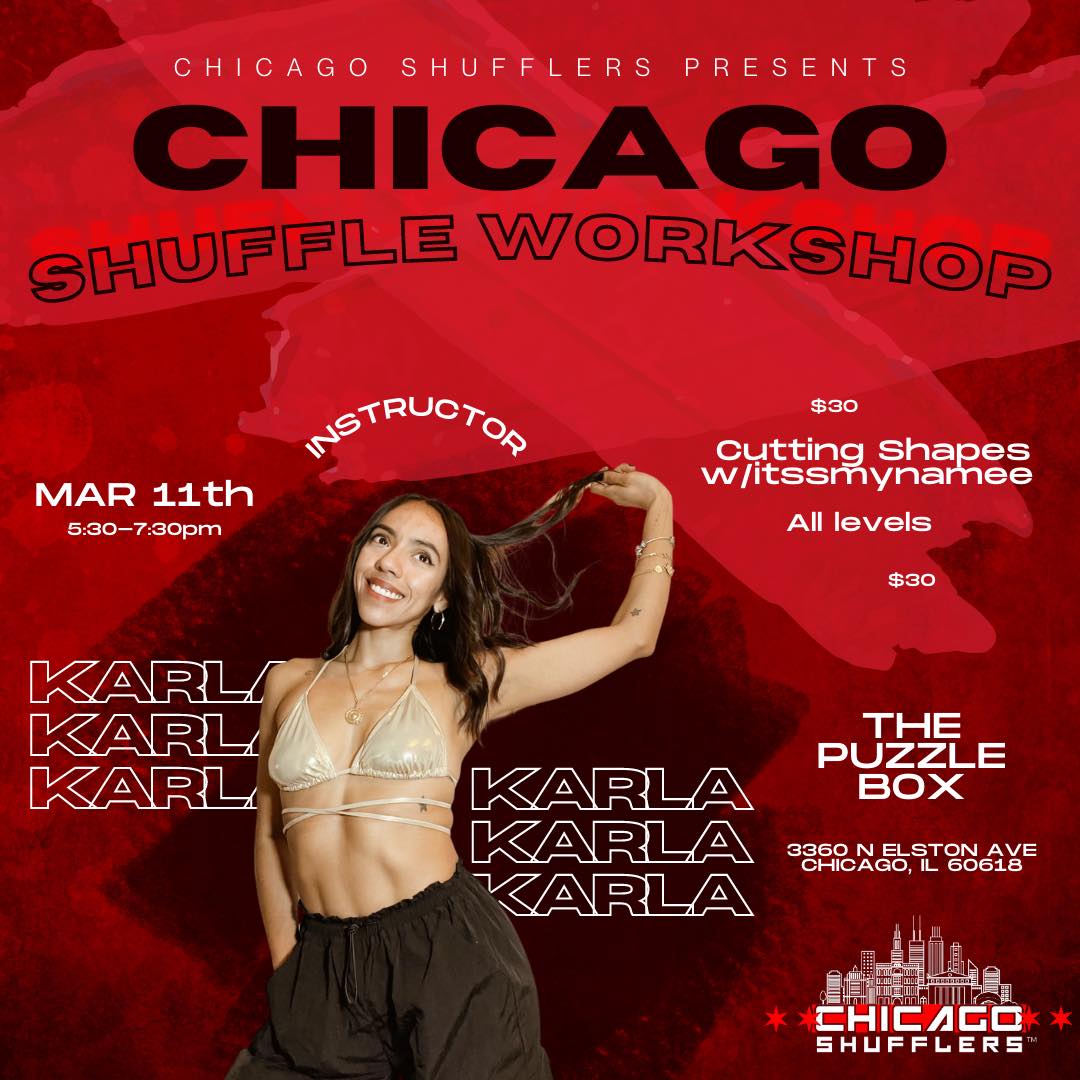 CHICAGO SHUFFLERS PRESENTS
CHICAGO
SHUFFLE WORKSHOP
INSTRUCTOR
MAR 11th
5:30-7:30pm
$30
Cutting Shapes
w/itssmynamee
All levels
$30
KARLA
KARLA
KARLA
KARLA
KARLA
KARLA
THE
PUZZLE
BOX
3360 N ELSTON AVE
CHICAGO, IL 60618
CHICAGO
SHUFFLERS™